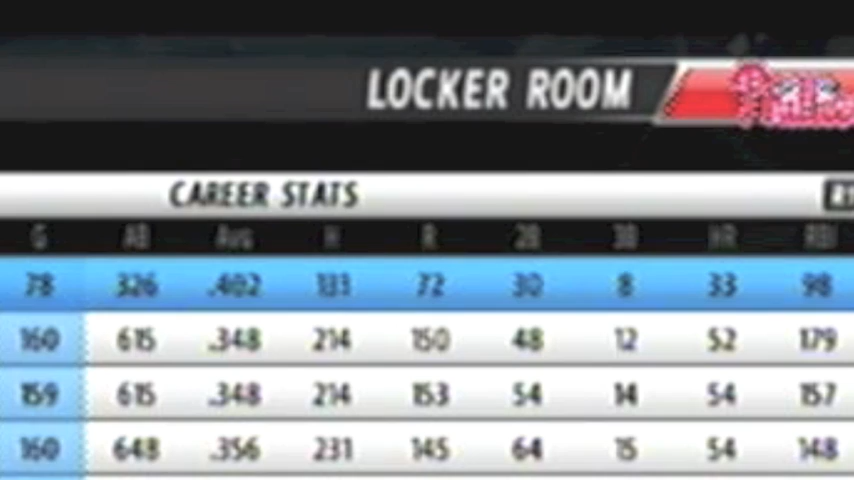 LOCKER ROOM Phillies
CAREER STATS
G AB Avg H R 2B 3B HR RBI
78 326 .402 131 72 30 8 33 98
160 615 .348 214 150 48 12 52 179
159 615 .348 214 153 54 14 54 157
160 648 .356 231 145 64 15 54 148